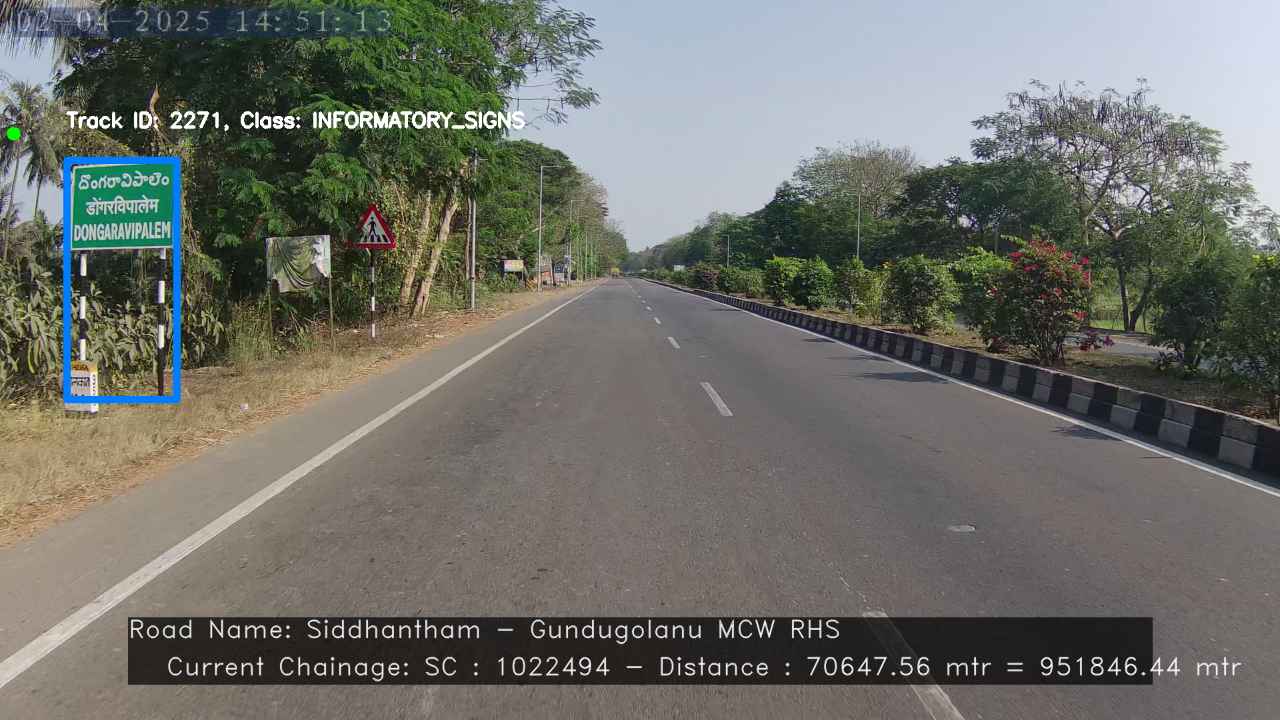 02-04-2025 14:51:13
Track ID: 2271, Class: INFORMATORY_SIGNS
దొంగరావిపాలెం
डोंगरविपालेम
DONGARAVIPALEM
Road Name: Siddhantham - Gundugolanu MCW RHS
Current Chainage: SC : 1022494 - Distance : 70647.56 mtr = 951846.44 mtr